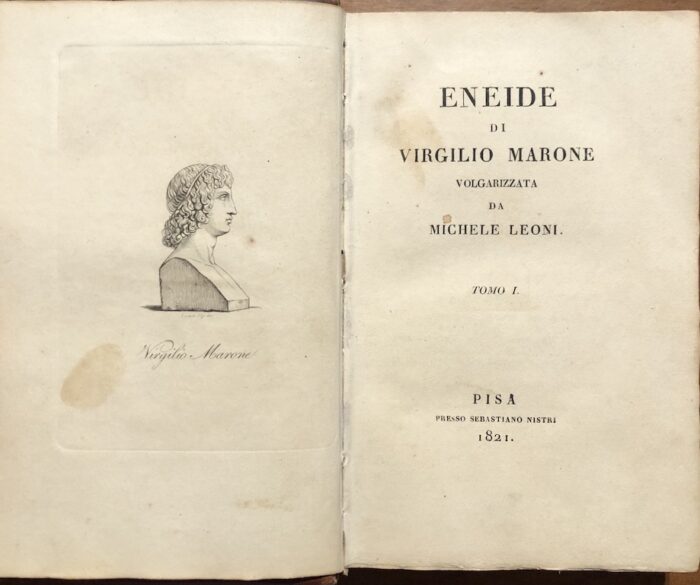 Virgilio Marone
ENEIDE
DI
VIRGILIO MARONE
VOLGARIZZATA
DA
MICHELE LEONI.
TOMO I.
PISA
PRESSO SEBASTIANO NISTRI
1821.